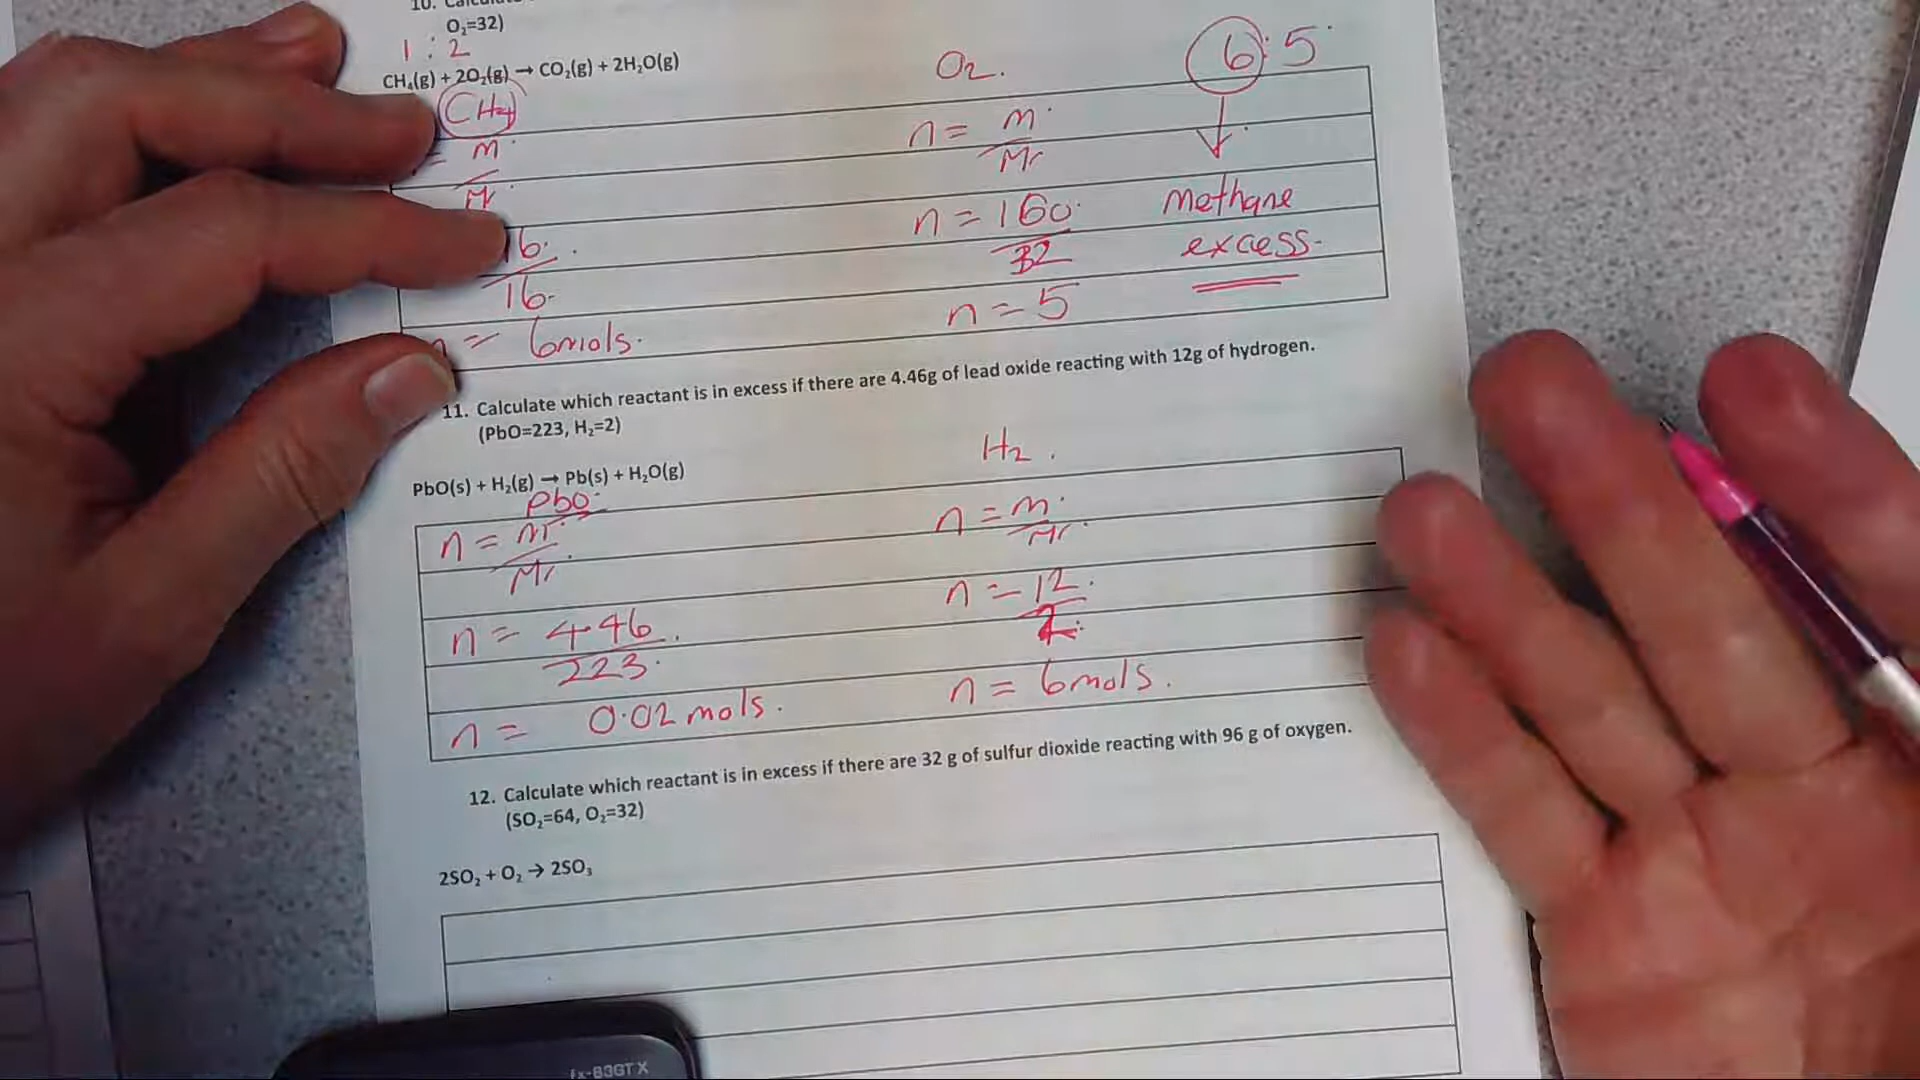 10. Calculate
O₂=32)
1 : 2
CH₄(g) + 2O₂(g) → CO₂(g) + 2H₂O(g)
CH₄
= m
Mr
16
16
n = 6mols.
O₂.
n = m
Mr
n = 160
32
n = 5
6 : 5
Methane
excess.
11. Calculate which reactant is in excess if there are 4.46g of lead oxide reacting with 12g of hydrogen.
(PbO=223, H₂=2)
PbO(s) + H₂(g) → Pb(s) + H₂O(g)
PbO
n = m
Mr
n = 4.46
223
n = 0.02 mols.
H₂.
n = m
Mr
n = 12
2
n = 6mols.
12. Calculate which reactant is in excess if there are 32 g of sulfur dioxide reacting with 96 g of oxygen.
(SO₂=64, O₂=32)
2SO₂ + O₂ → 2SO₃
fx-83GT X